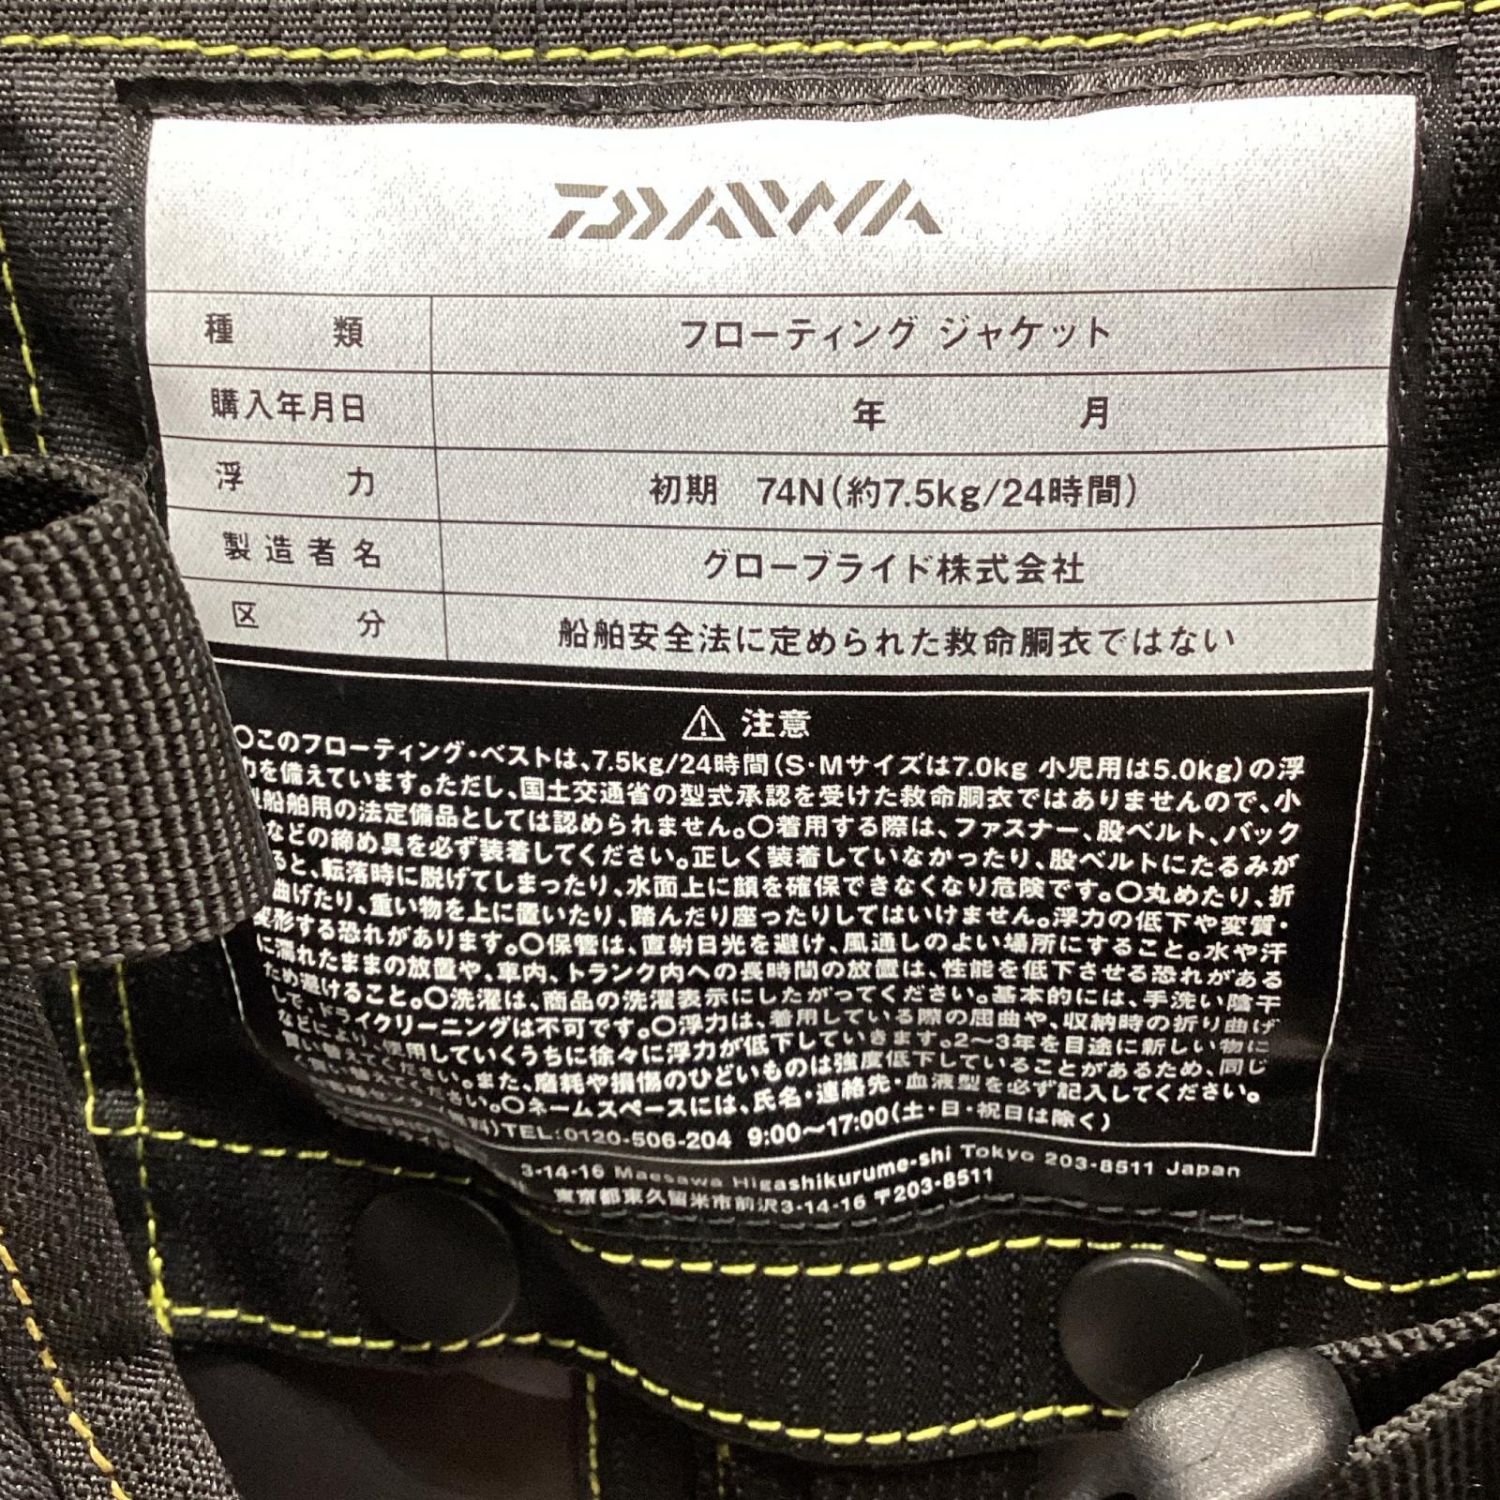 DAIWA
種類 フローティング ジャケット
購入年月日 年 月
浮力 初期 74N(約7.5kg/24時間)
製造者名 グローブライド株式会社
区分 船舶安全法に定められた救命胴衣ではない
⚠ 注意
○このフローティング・ベストは、7.5kg/24時間(S・Mサイズは7.0kg 小児用は5.0kg)の浮
力を備えています。ただし、国土交通省の型式承認を受けた救命胴衣ではありませんので、小
船舶用の法定備品としては認められません。○着用する際は、ファスナー、股ベルト、バック
などの締め具を必ず装着してください。正しく装着していなかったり、股ベルトにたるみが
ると、転落時に脱げてしまったり、水面上に顔を確保できなくなり危険です。○丸めたり、折
曲げたり、重い物を上に置いたり、踏んだり座ったりしてはいけません。浮力の低下や変質・
変形する恐れがあります。○保管は、直射日光を避け、風通しのよい場所にすること。水や汗
に濡れたままの放置や、車内、トランク内への長時間の放置は、性能を低下させる恐れがある
ため避けること。○洗濯は、商品の洗濯表示にしたがってください。基本的には、手洗い陰干
しで、ドライクリーニングは不可です。○浮力は、着用している際の屈曲や、収納時の折り曲げ
などにより、使用していくうちに徐々に浮力が低下していきます。2〜3年を目途に新しい物に
買い替えてください。また、磨耗や損傷のひどいものは強度低下していることがあるため、同じ
く買い替えてください。○ネームスペースには、氏名・連絡先・血液型を必ず記入してください。
TEL:0120-506-204 9:00〜17:00(土・日・祝日は除く)
3-14-16 Maesawa Higashikurume-shi Tokyo 203-8511 Japan
東京都東久留米市前沢3-14-16 〒203-8511